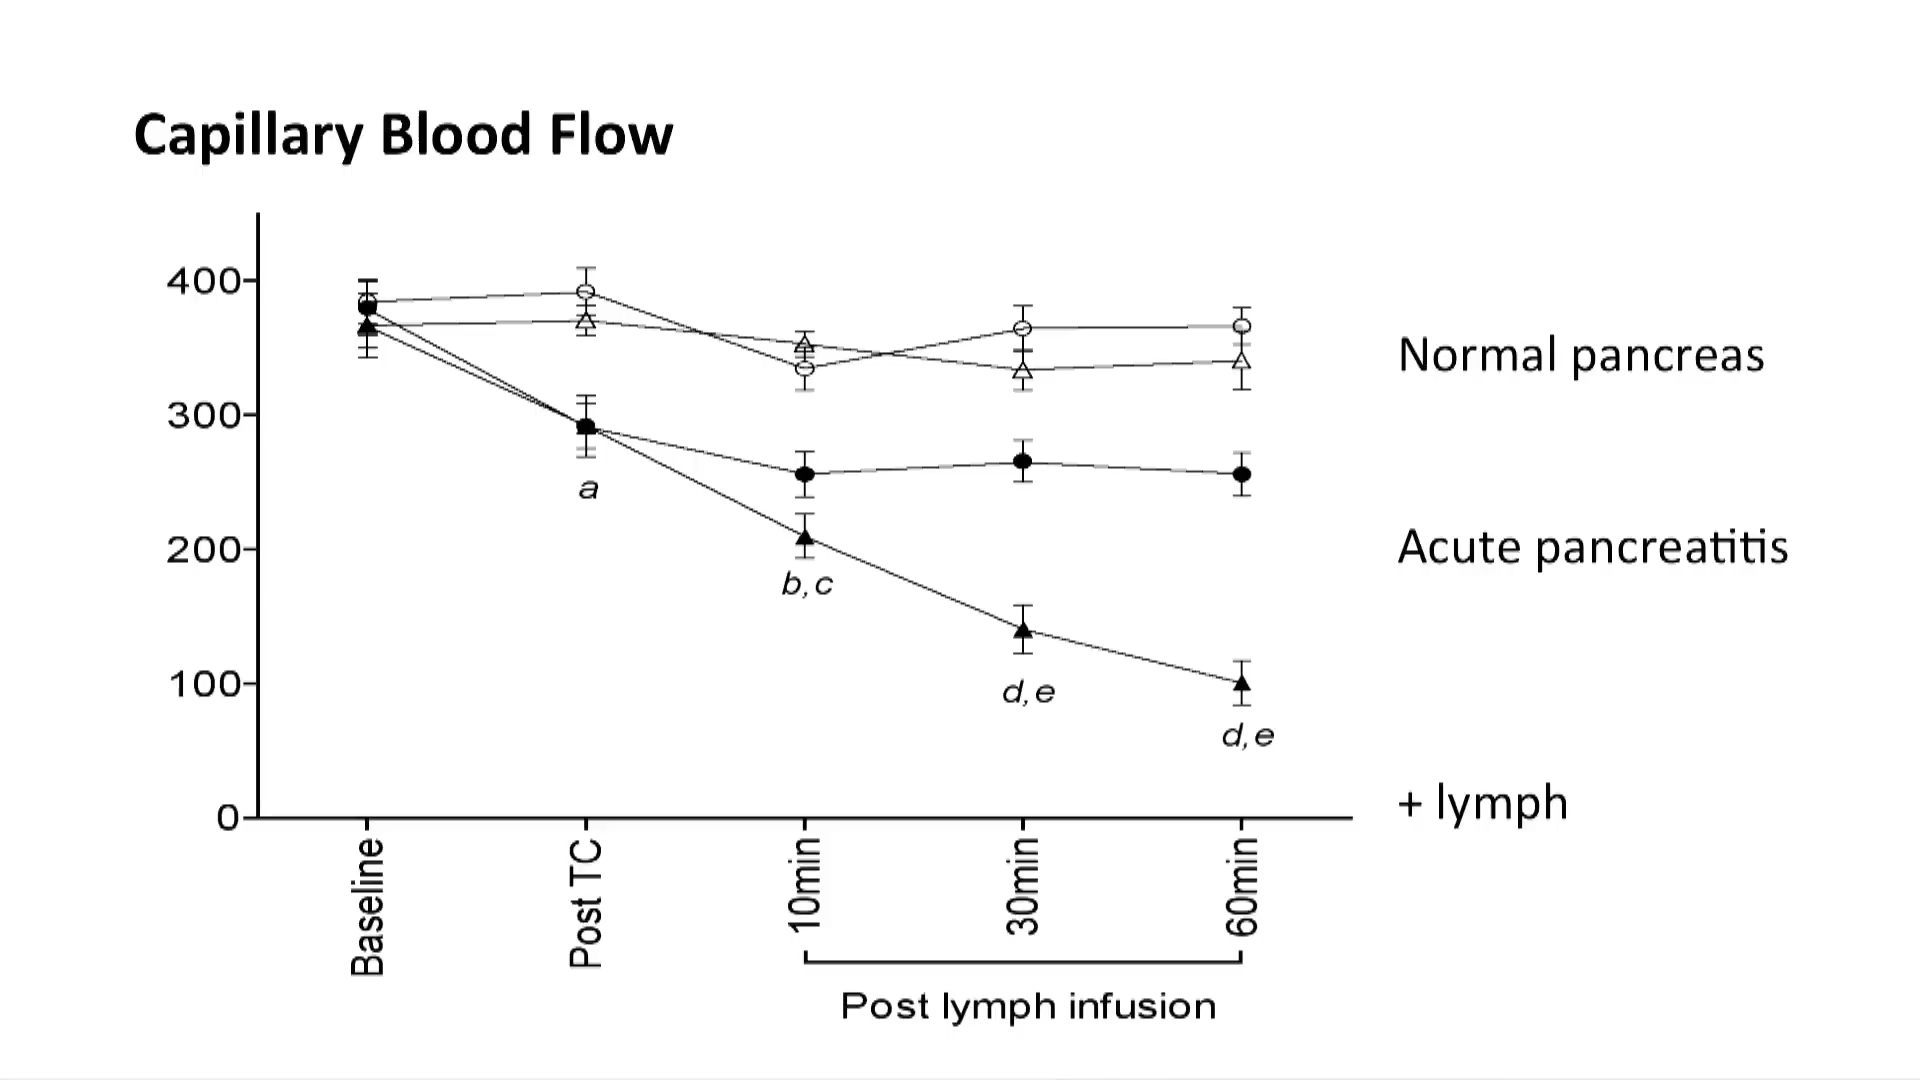 Capillary Blood Flow
400
300
200
100
0
Normal pancreas
Acute pancreatitis
+ lymph
a
b,c
d,e
d,e
Baseline
Post TC
10min
30min
60min
Post lymph infusion